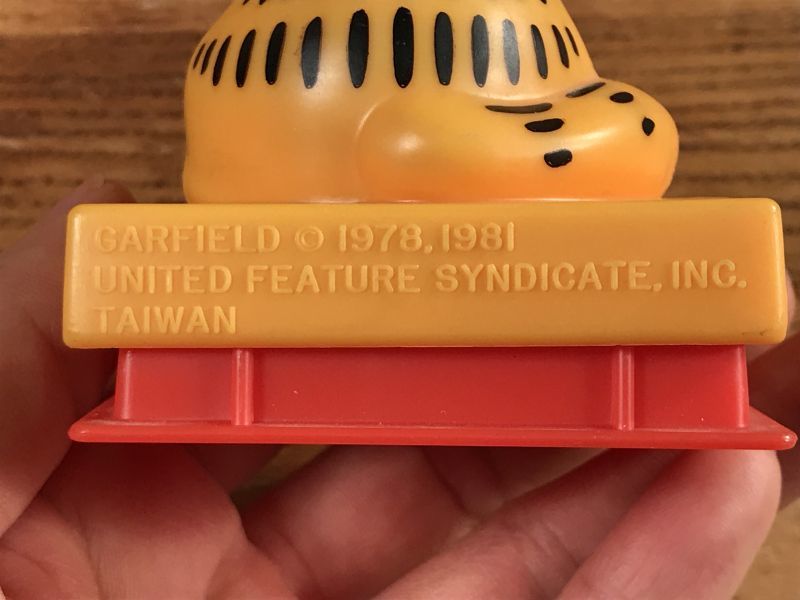 GARFIELD © 1978, 1981
UNITED FEATURE SYNDICATE, INC.
TAIWAN